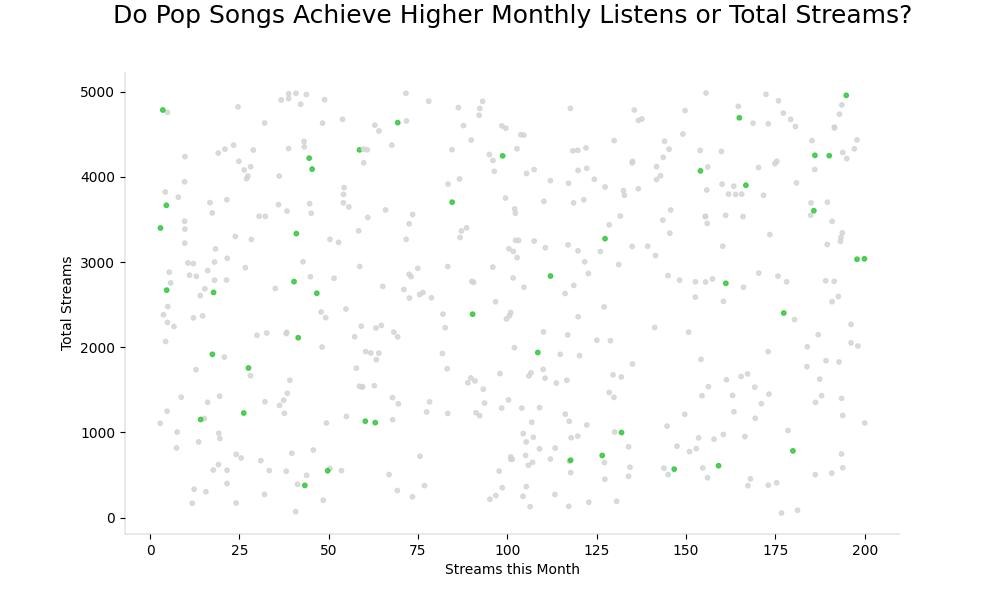 Do Pop Songs Achieve Higher Monthly Listens or Total Streams?
5000
4000
3000
2000
1000
0
Total Streams
0 25 50 75 100 125 150 175 200
Streams this Month